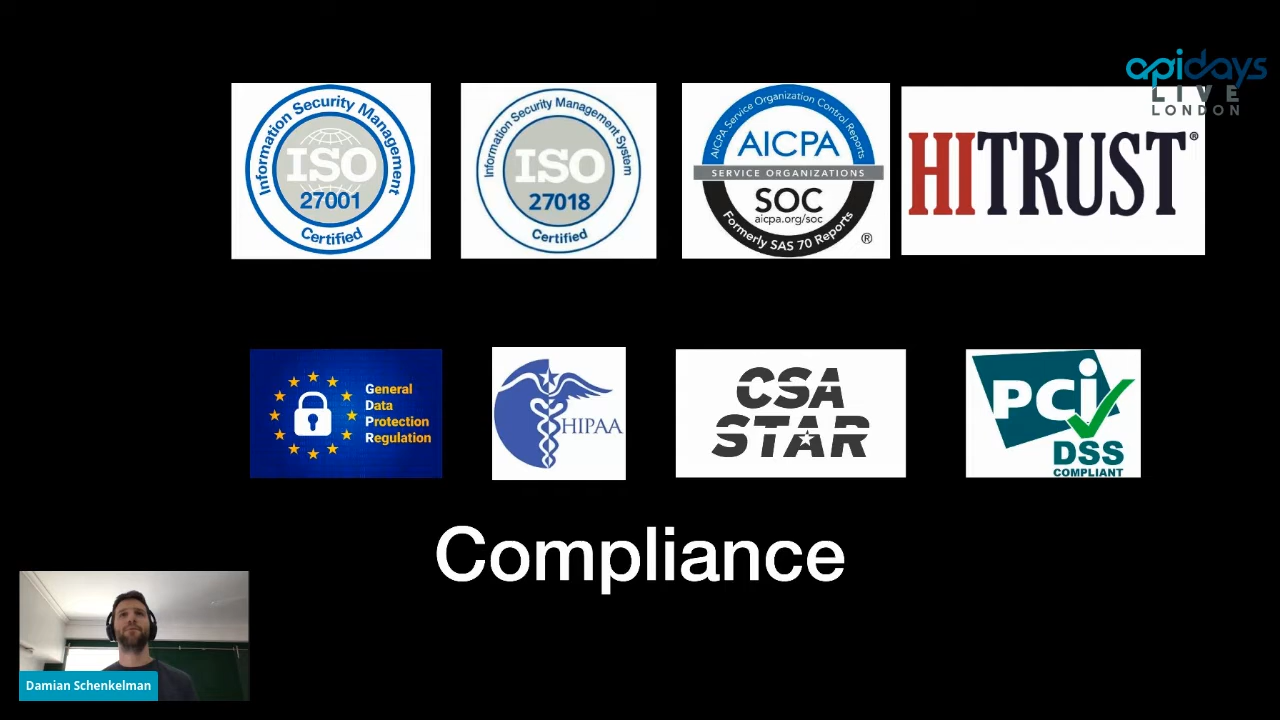 apidays
LIVE
LONDON
Information Security Management
ISO
27001
Certified
Information Security Management System
ISO
27018
Certified
AICPA Service Organization Control Reports
AICPA
SERVICE ORGANIZATIONS
SOC
aicpa.org/soc
Formerly SAS 70 Reports
®
HITRUST®
General
Data
Protection
Regulation
HIPAA
CSA
STAR
PCi
DSS
COMPLIANT
Compliance
Damian Schenkelman